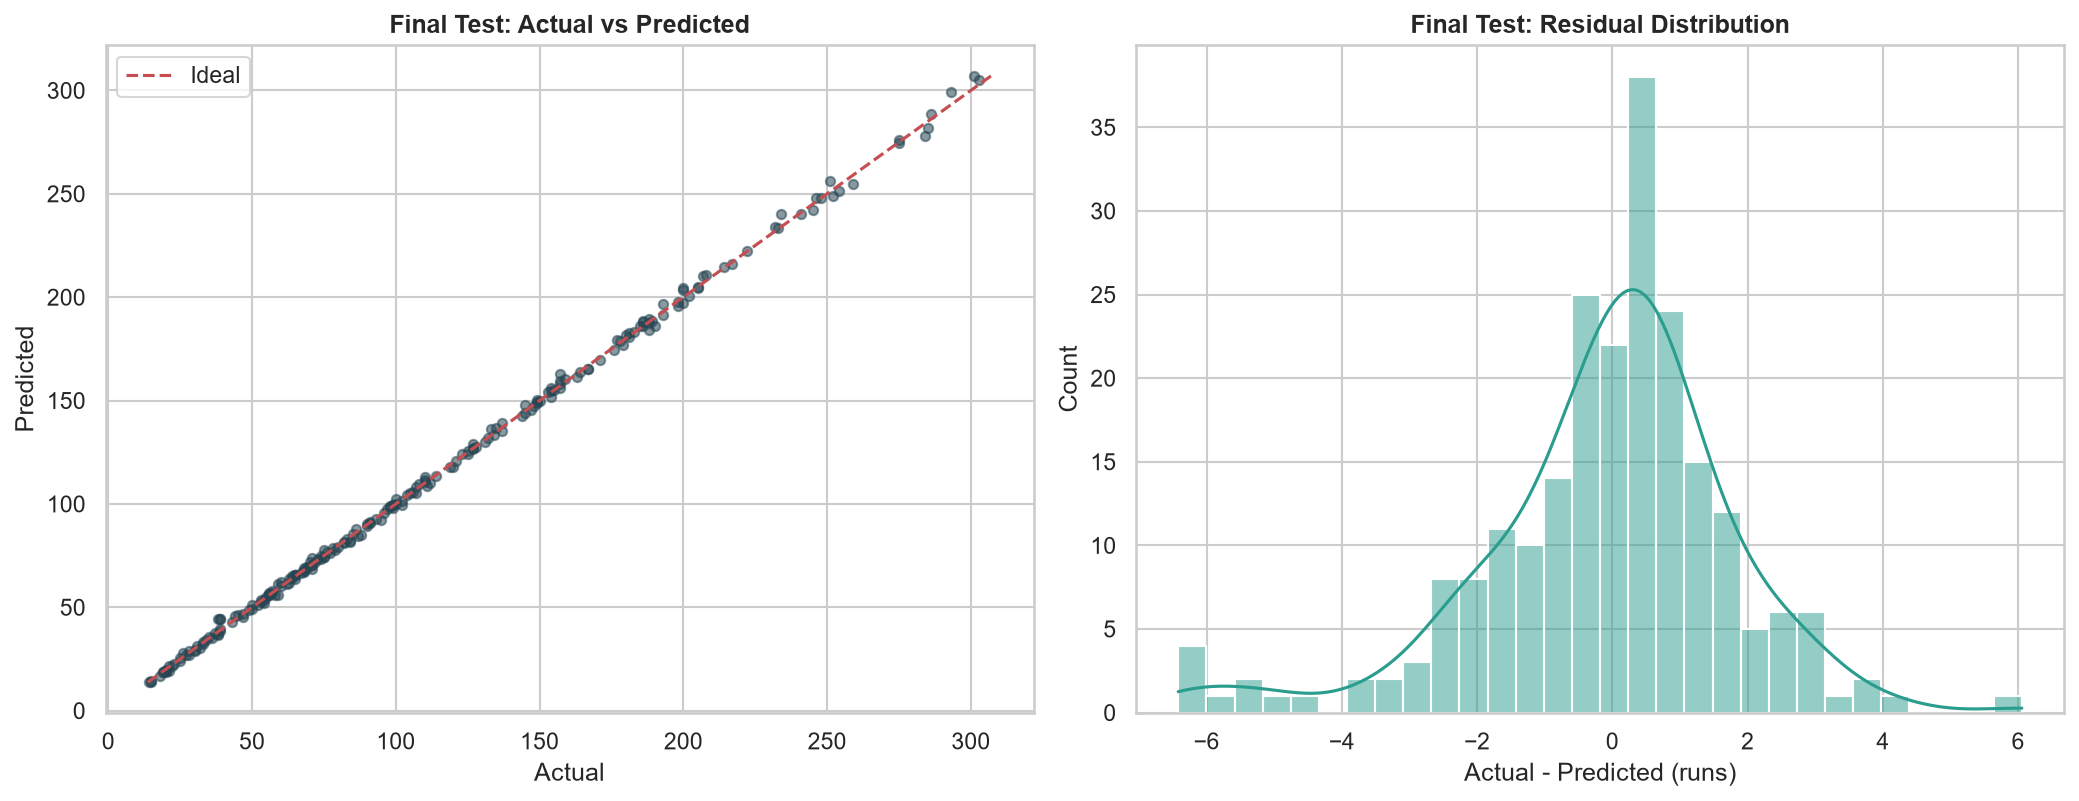 Final Test: Actual vs Predicted
Ideal
300
250
200
150
100
50
0
Predicted
0 50 100 150 200 250 300
Actual
Final Test: Residual Distribution
35
30
25
20
15
10
5
0
Count
−6 −4 −2 0 2 4 6
Actual - Predicted (runs)